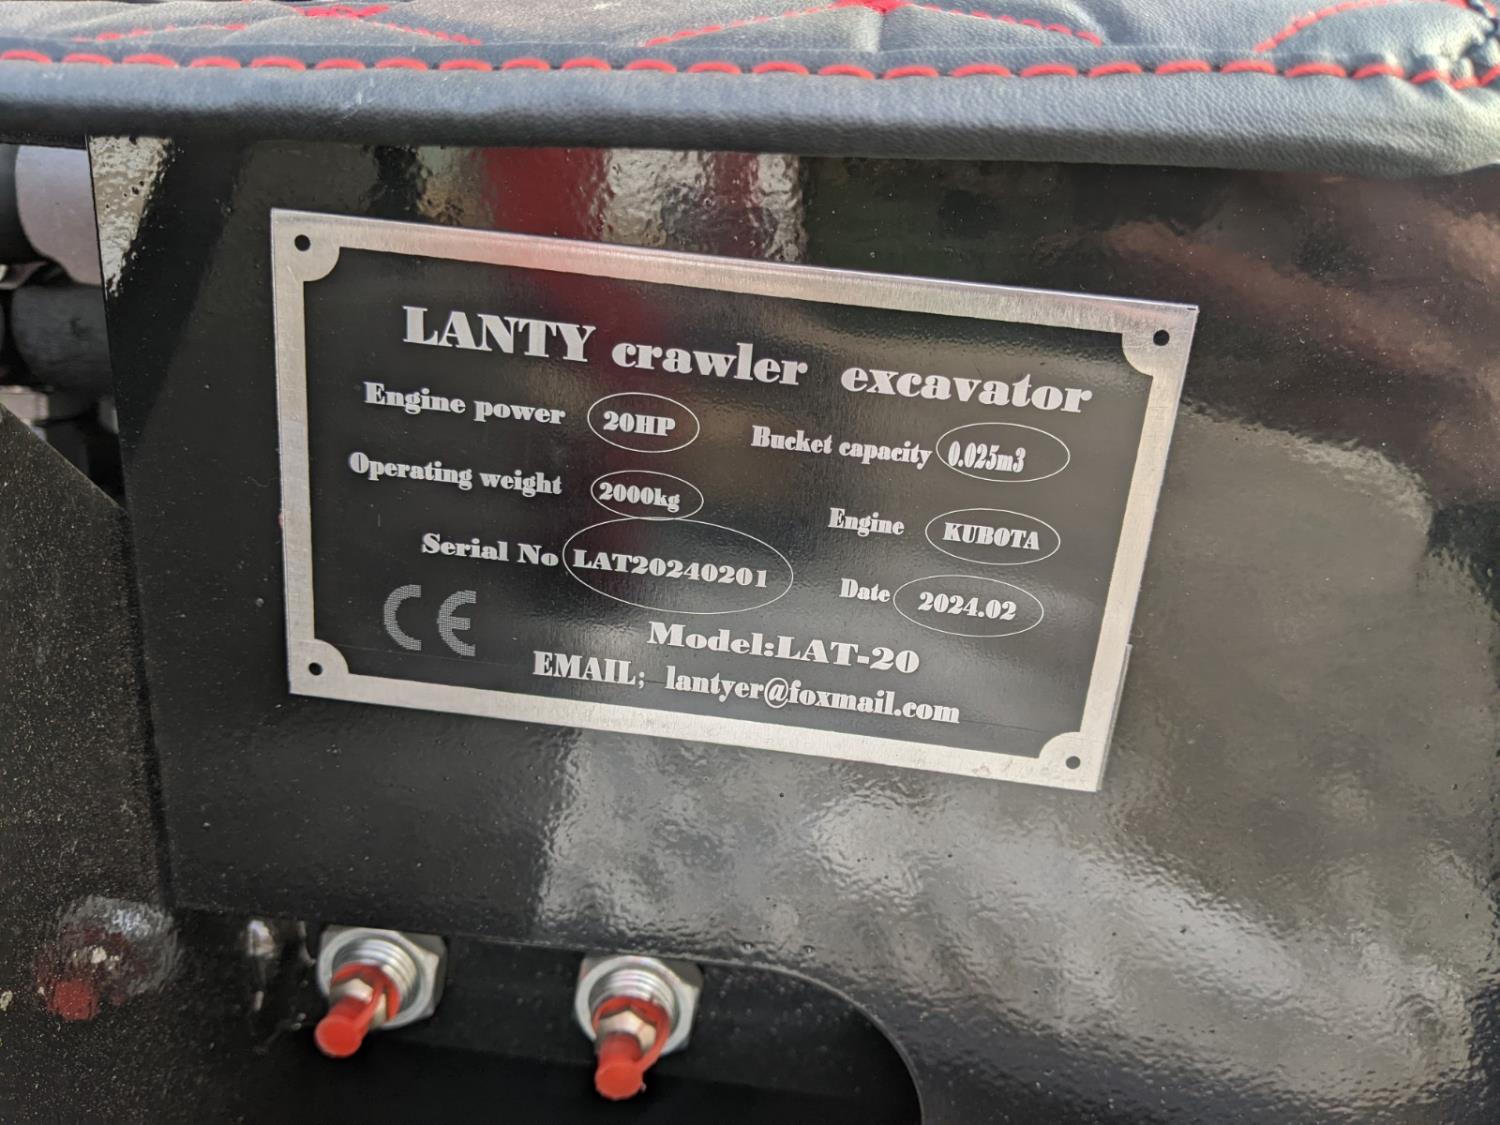 LANTY crawler excavator
Engine power 20HP Bucket capacity 0.025m3
Operating weight 2000kg Engine KUBOTA
Serial No LAT20240201 Date 2024.02
CE Model:LAT-20
EMAIL; lantyer@foxmail.com